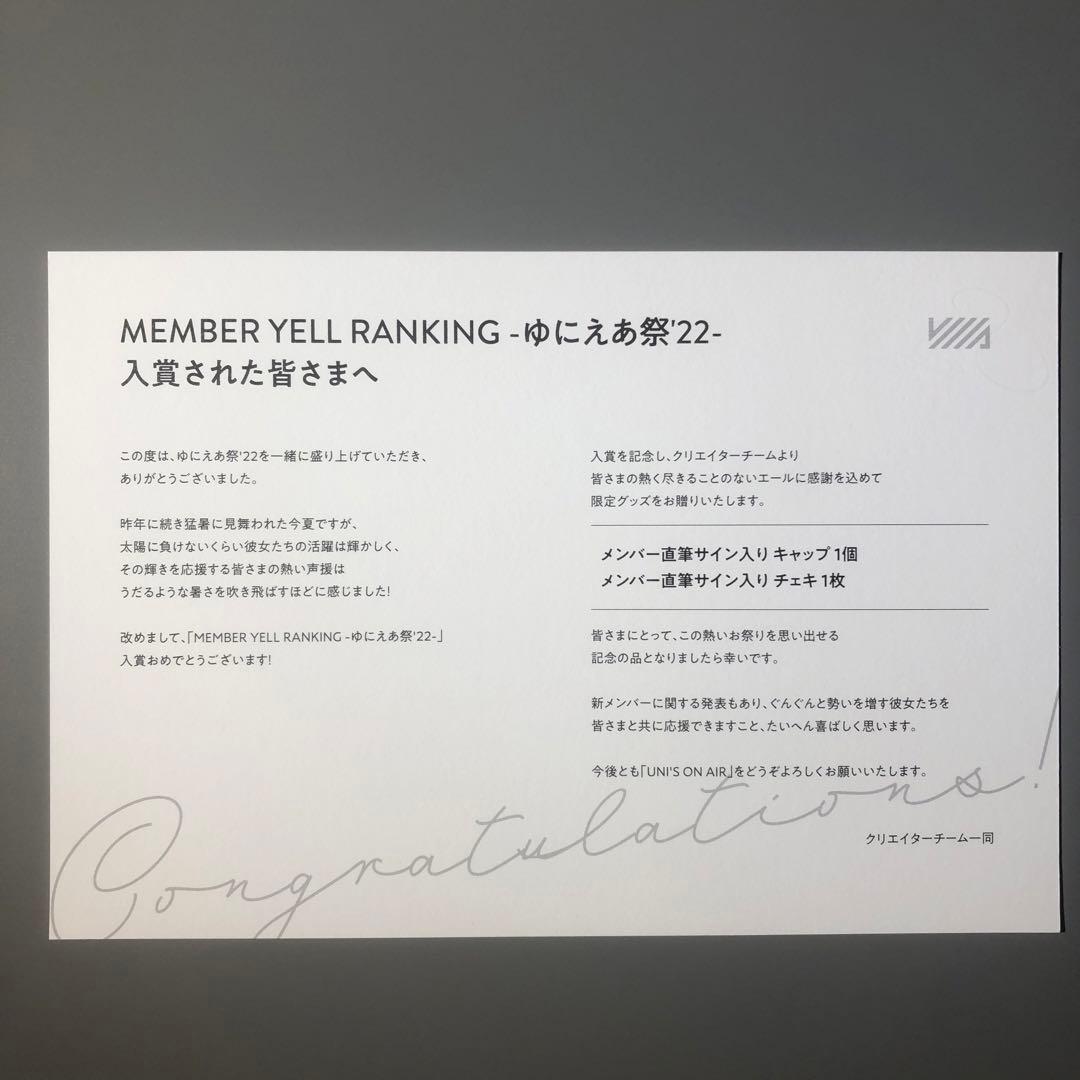 MEMBER YELL RANKING -ゆにえあ祭'22-
入賞された皆さまへ
この度は、ゆにえあ祭'22を一緒に盛り上げていただき、
ありがとうございました。
昨年に続き猛暑に見舞われた今夏ですが、
太陽に負けないくらい彼女たちの活躍は輝かしく、
その輝きを応援する皆さまの熱い声援は
うだるような暑さを吹き飛ばすほどに感じました!
改めまして、「MEMBER YELL RANKING -ゆにえあ祭'22-」
入賞おめでとうございます!
入賞を記念し、クリエイターチームより
皆さまの熱く尽きることのないエールに感謝を込めて
限定グッズをお贈りいたします。
メンバー直筆サイン入り キャップ 1個
メンバー直筆サイン入り チェキ 1枚
皆さまにとって、この熱いお祭りを思い出せる
記念の品となりましたら幸いです。
新メンバーに関する発表もあり、ぐんぐんと勢いを増す彼女たちを
皆さまと共に応援できますこと、たいへん喜ばしく思います。
今後とも「UNI'S ON AIR」をどうぞよろしくお願いいたします。
クリエイターチーム一同
Congratulations!